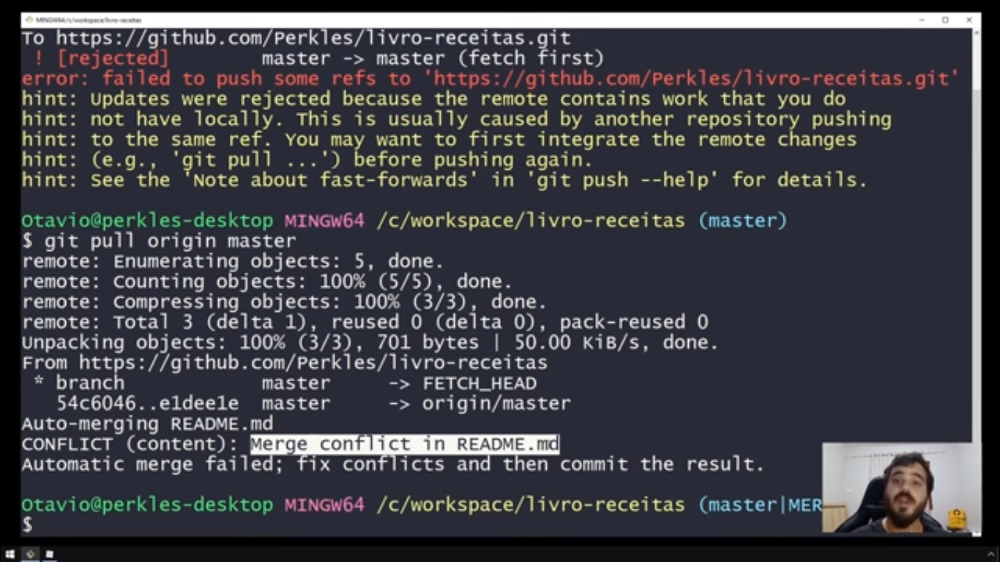 MINGW64:/c/workspace/livro-receitas
To https://github.com/Perkles/livro-receitas.git
! [rejected] master -> master (fetch first)
error: failed to push some refs to 'https://github.com/Perkles/livro-receitas.git'
hint: Updates were rejected because the remote contains work that you do
hint: not have locally. This is usually caused by another repository pushing
hint: to the same ref. You may want to first integrate the remote changes
hint: (e.g., 'git pull ...') before pushing again.
hint: See the 'Note about fast-forwards' in 'git push --help' for details.
Otavio@perkles-desktop MINGW64 /c/workspace/livro-receitas (master)
$ git pull origin master
remote: Enumerating objects: 5, done.
remote: Counting objects: 100% (5/5), done.
remote: Compressing objects: 100% (3/3), done.
remote: Total 3 (delta 1), reused 0 (delta 0), pack-reused 0
Unpacking objects: 100% (3/3), 701 bytes | 50.00 KiB/s, done.
From https://github.com/Perkles/livro-receitas
* branch master -> FETCH_HEAD
54c6046..e1dee1e master -> origin/master
Auto-merging README.md
CONFLICT (content): Merge conflict in README.md
Automatic merge failed; fix conflicts and then commit the result.
Otavio@perkles-desktop MINGW64 /c/workspace/livro-receitas (master|MER
$